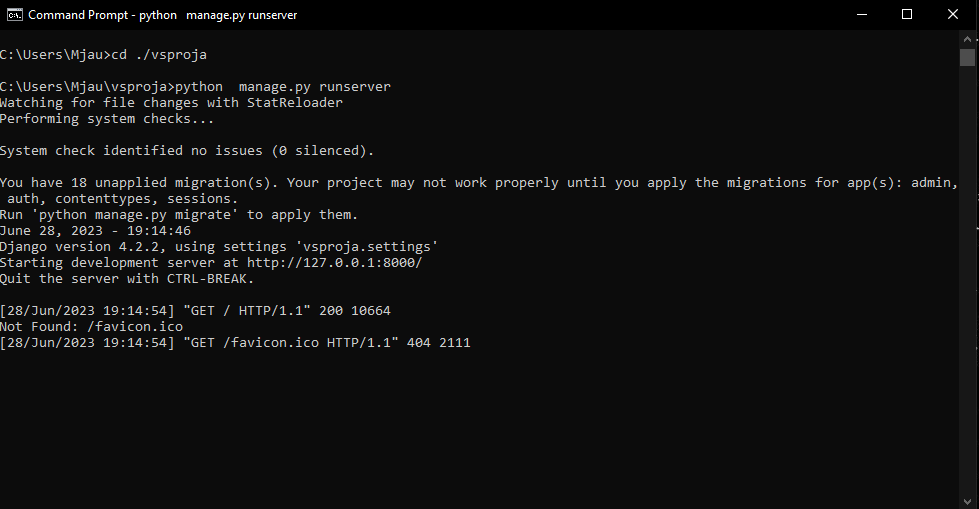 Command Prompt - python  manage.py runserver
C:\Users\Mjau>cd ./vsproja
C:\Users\Mjau\vsproja>python  manage.py runserver
Watching for file changes with StatReloader
Performing system checks...
System check identified no issues (0 silenced).
You have 18 unapplied migration(s). Your project may not work properly until you apply the migrations for app(s): admin,
 auth, contenttypes, sessions.
Run 'python manage.py migrate' to apply them.
June 28, 2023 - 19:14:46
Django version 4.2.2, using settings 'vsproja.settings'
Starting development server at http://127.0.0.1:8000/
Quit the server with CTRL-BREAK.
[28/Jun/2023 19:14:54] "GET / HTTP/1.1" 200 10664
Not Found: /favicon.ico
[28/Jun/2023 19:14:54] "GET /favicon.ico HTTP/1.1" 404 2111